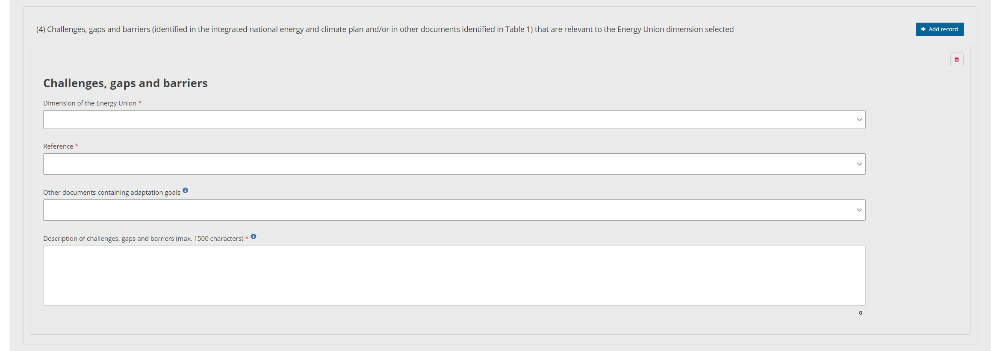 (4) Challenges, gaps and barriers (identified in the integrated national energy and climate plan and/or in other documents identified in Table 1) that are relevant to the Energy Union dimension selected
Add record
Challenges, gaps and barriers
Dimension of the Energy Union *
Reference *
Other documents containing adaptation goals
Description of challenges, gaps and barriers (max. 1500 characters) *
0